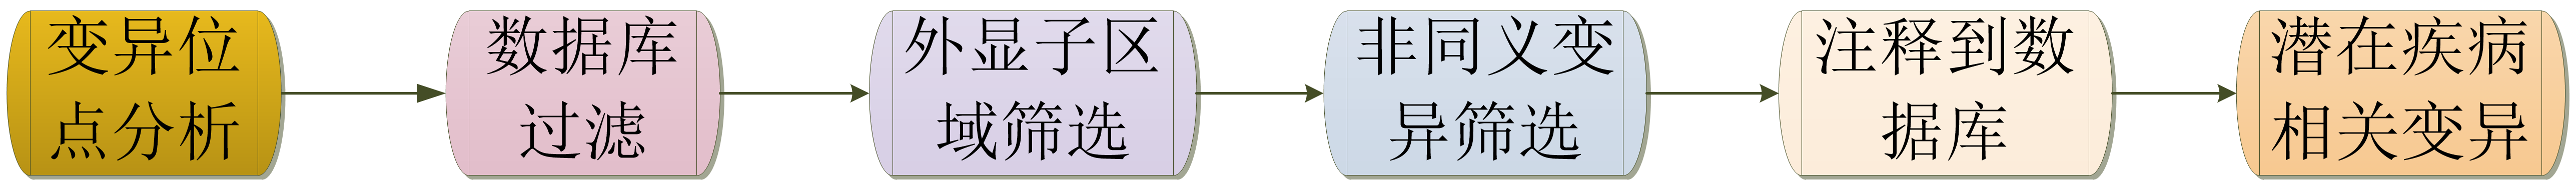 变异位
点分析
数据库
过滤
外显子区
域筛选
非同义变
异筛选
注释到数
据库
潜在疾病
相关变异